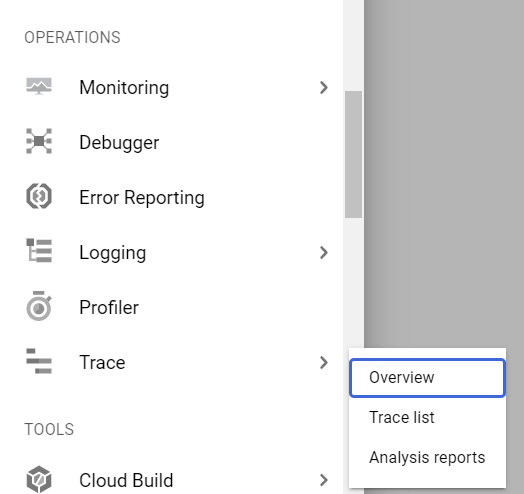 OPERATIONS
Monitoring
Debugger
Error Reporting
Logging
Profiler
Trace
Overview
Trace list
Analysis reports
TOOLS
Cloud Build